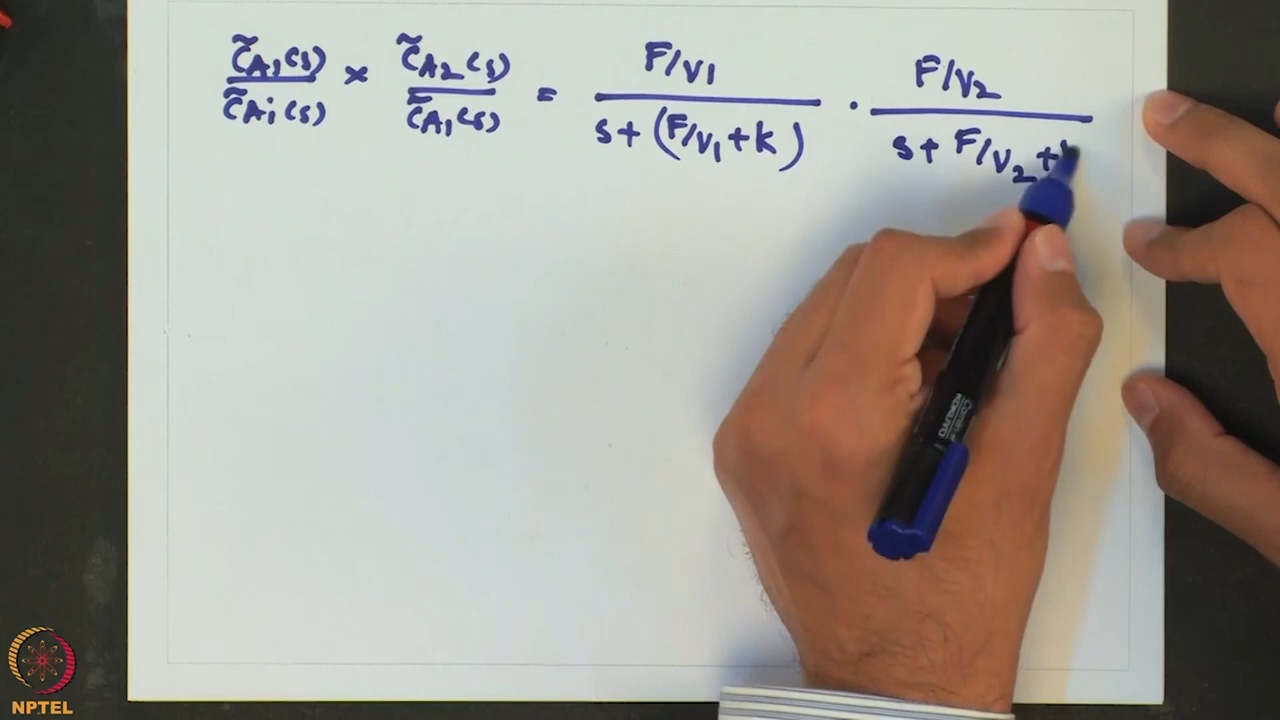 C̃A1(s)/C̃Ai(s) × C̃A2(s)/C̃A1(s) = F/V1 / s+(F/V1+k) · F/V2 / s+F/V2+
NPTEL